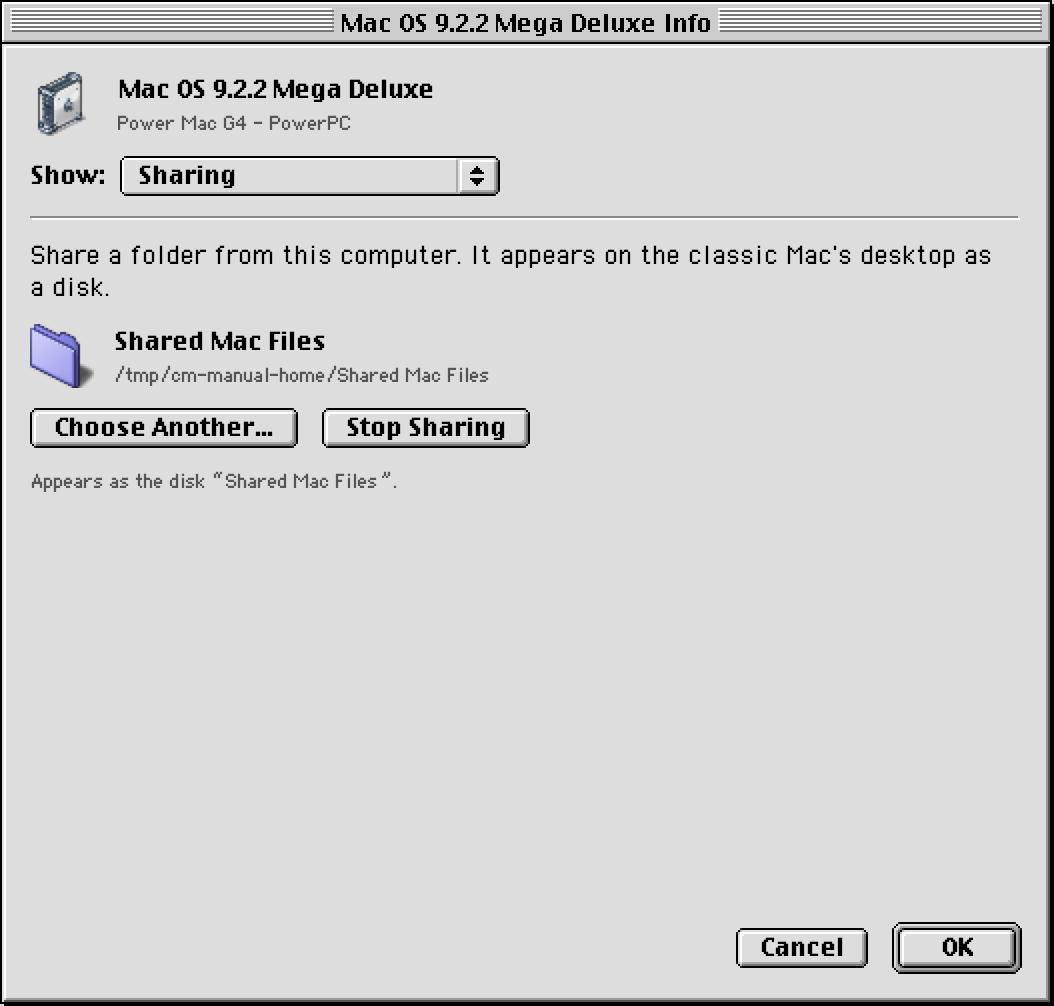 Mac OS 9.2.2 Mega Deluxe Info
Mac OS 9.2.2 Mega Deluxe
Power Mac G4 - PowerPC
Show: Sharing
Share a folder from this computer. It appears on the classic Mac's desktop as
a disk.
Shared Mac Files
/tmp/cm-manual-home/Shared Mac Files
Choose Another... Stop Sharing
Appears as the disk “Shared Mac Files”.
Cancel OK